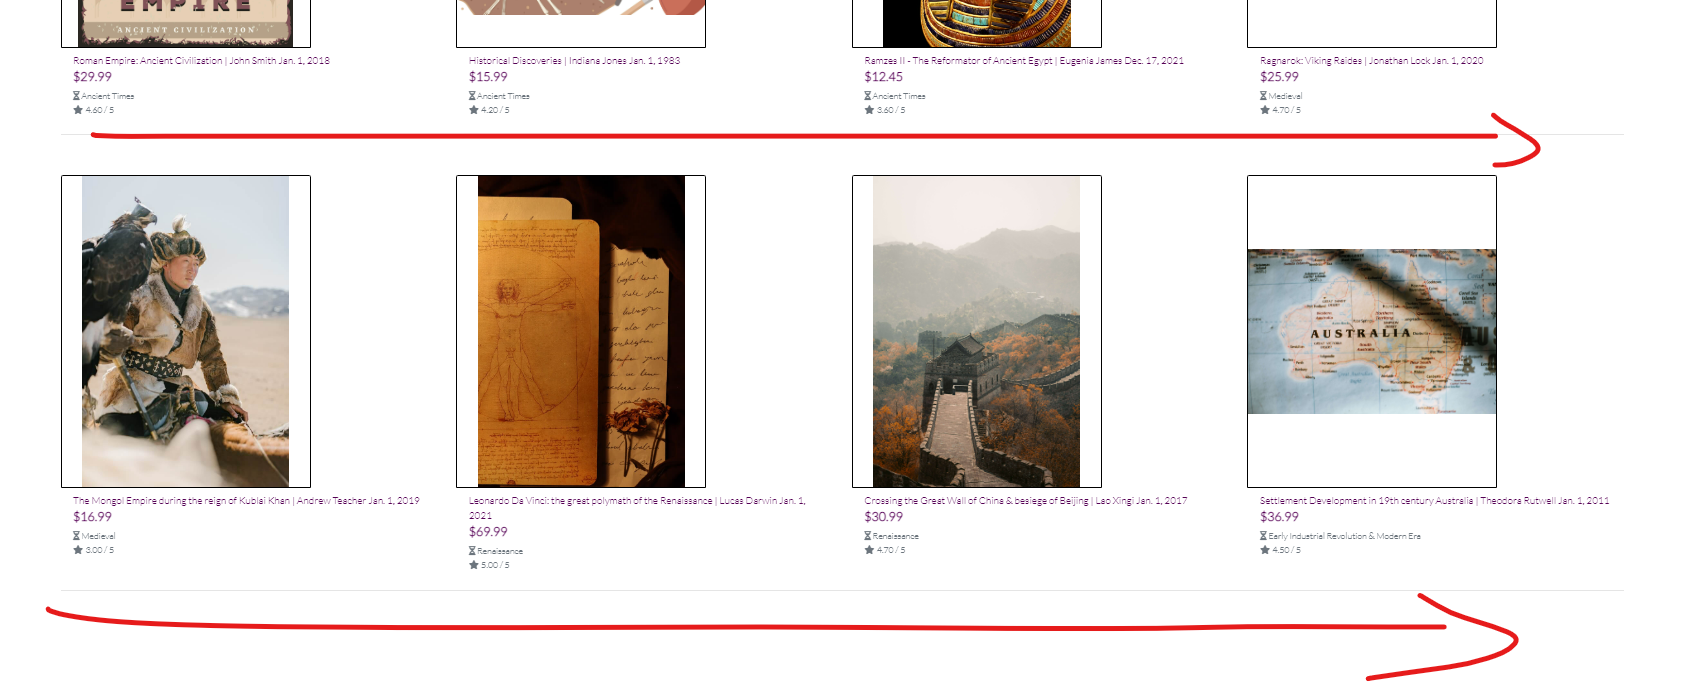 EMPIRE
ANCIENT CIVILIZATION
Roman Empire: Ancient Civilization | John Smith Jan. 1, 2018
$29.99
Ancient Times
4.60 / 5
Historical Discoveries | Indiana Jones Jan. 1, 1983
$15.99
Ancient Times
4.20 / 5
Ramzes II - The Reformator of Ancient Egypt | Eugenia James Dec. 17, 2021
$12.45
Ancient Times
3.60 / 5
Ragnarok: Viking Raides | Jonathan Lock Jan. 1, 2020
$25.99
Medieval
4.70 / 5
AUSTRALIA
The Mongol Empire during the reign of Kublai Khan | Andrew Teacher Jan. 1, 2019
$16.99
Medieval
3.00 / 5
Leonardo Da Vinci: the great polymath of the Renaissance | Lucas Darwin Jan. 1,
2021
$69.99
Renaissance
5.00 / 5
Crossing the Great Wall of China & besiege of Beijing | Lao Xingi Jan. 1, 2017
$30.99
Renaissance
4.70 / 5
Settlement Development in 19th century Australia | Theodora Rutwell Jan. 1, 2011
$36.99
Early Industrial Revolution & Modern Era
4.50 / 5